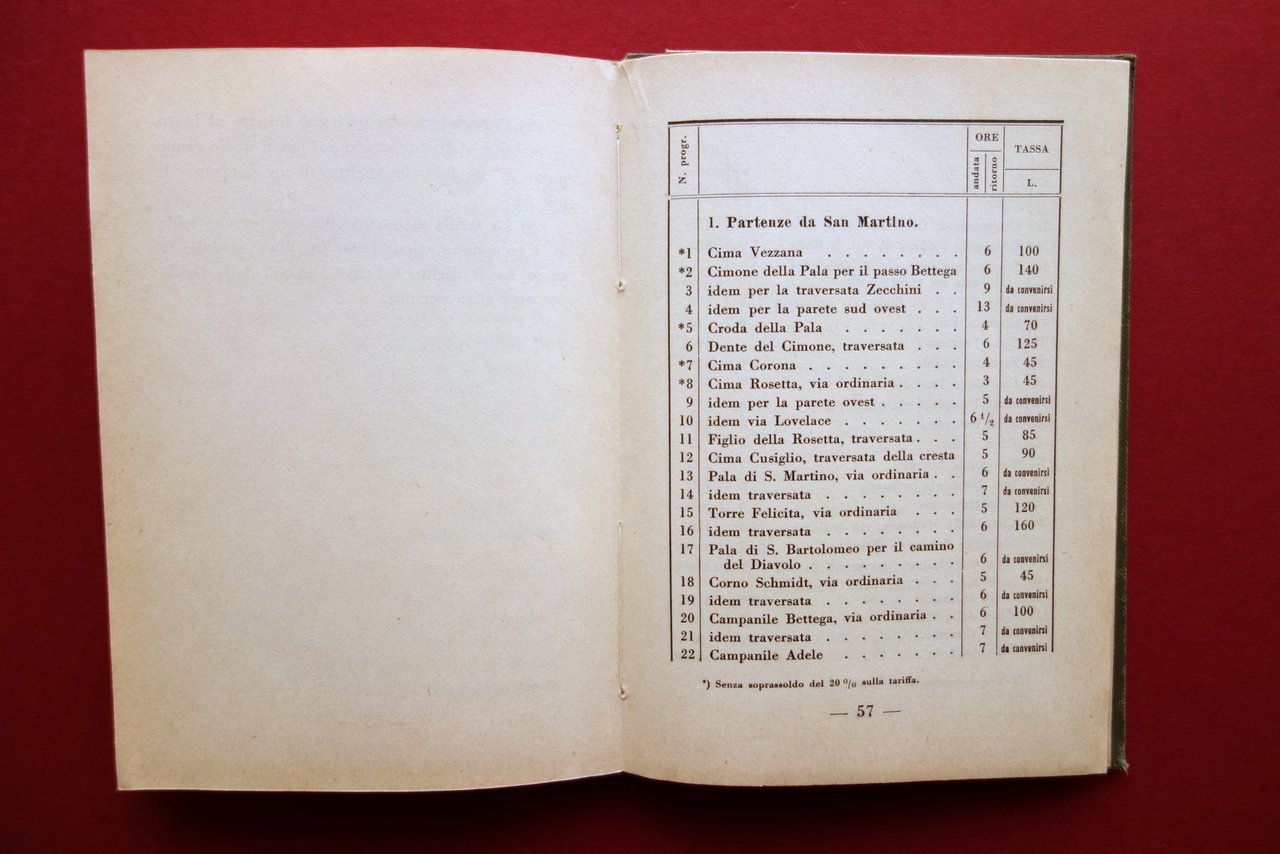 N. progr. ORE TASSA
andata ritorno L.
1. Partenze da San Martino.
*1 Cima Vezzana . . . . . . . . 6 100
*2 Cimone della Pala per il passo Bettega 6 140
3 idem per la traversata Zecchini . . 9 da convenirsi
4 idem per la parete sud ovest . . . 13 da convenirsi
*5 Croda della Pala . . . . . . . 4 70
6 Dente del Cimone, traversata . . . 6 125
*7 Cima Corona . . . . . . . . . 4 45
*8 Cima Rosetta, via ordinaria . . . . 3 45
9 idem per la parete ovest . . . . . 5 da convenirsi
10 idem via Lovelace . . . . . . . 6 1/2 da convenirsi
11 Figlio della Rosetta, traversata . . . 5 85
12 Cima Cusiglio, traversata della cresta 5 90
13 Pala di S. Martino, via ordinaria . . 6 da convenirsi
14 idem traversata . . . . . . . . 7 da convenirsi
15 Torre Felicita, via ordinaria . . . 5 120
16 idem traversata . . . . . . . . 6 160
17 Pala di S. Bartolomeo per il camino
del Diavolo . . . . . . . . . 6 da convenirsi
18 Corno Schmidt, via ordinaria . . . 5 45
19 idem traversata . . . . . . . . 6 da convenirsi
20 Campanile Bettega, via ordinaria . . 6 100
21 idem traversata . . . . . . . . 7 da convenirsi
22 Campanile Adele . . . . . . . 7 da convenirsi
*) Senza soprassoldo del 20 % sulla tariffa.
— 57 —